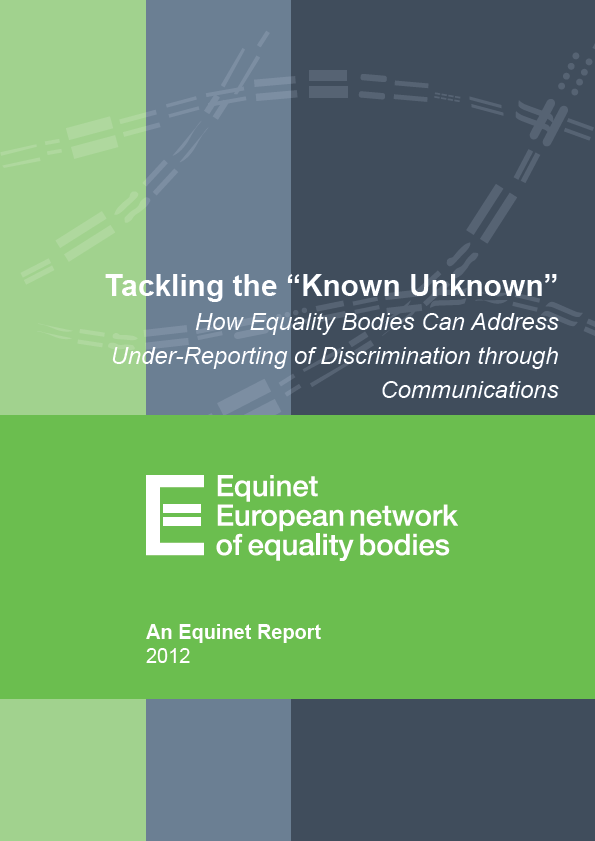 Tackling the “Known Unknown”
How Equality Bodies Can Address
Under-Reporting of Discrimination through
Communications
Equinet
European network
of equality bodies
An Equinet Report
2012